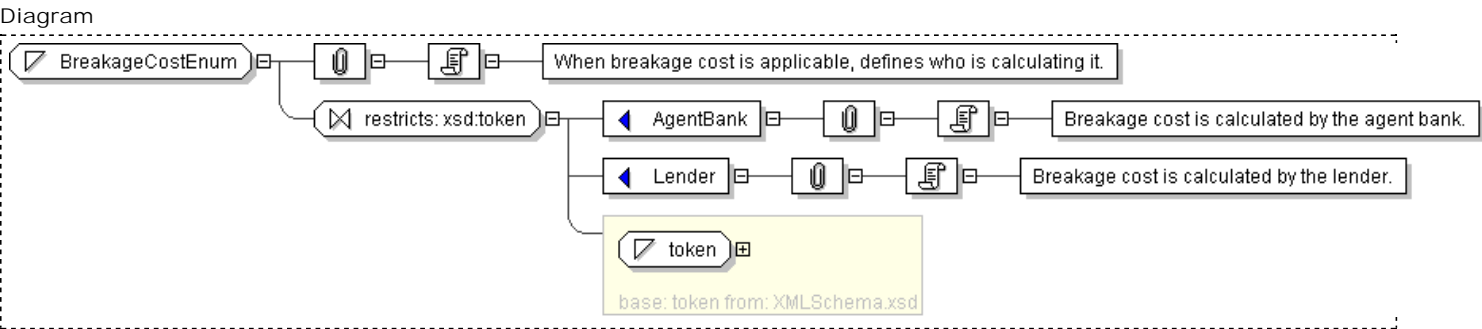 Diagram
BreakageCostEnum
When breakage cost is applicable, defines who is calculating it.
restricts: xsd:token
AgentBank
Breakage cost is calculated by the agent bank.
Lender
Breakage cost is calculated by the lender.
token
base: token from: XMLSchema.xsd